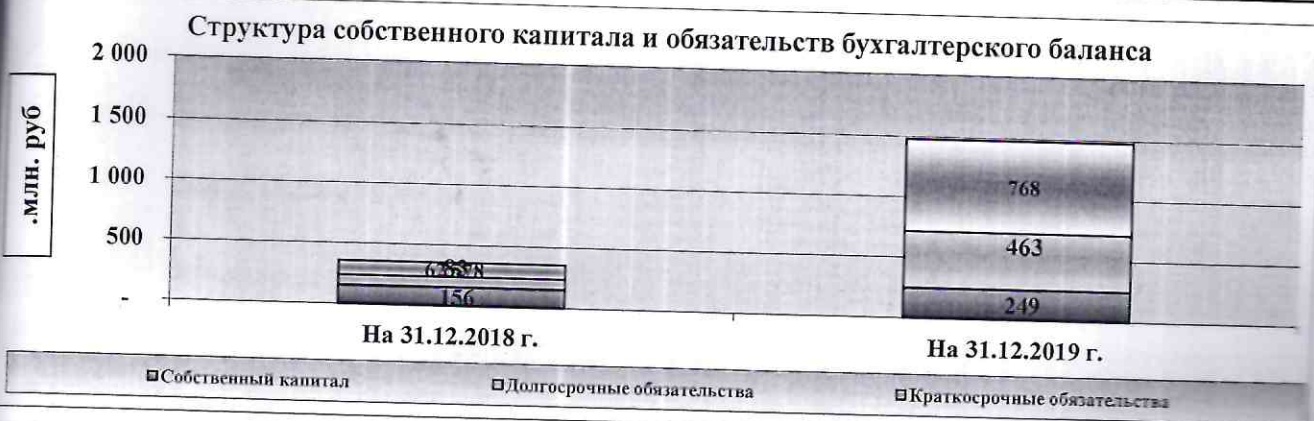 Структура собственного капитала и обязательств бухгалтерского баланса
.млн. руб
2 000
1 500
1 000
500
-
156
768
463
249
На 31.12.2018 г.
На 31.12.2019 г.
Собственный капитал
Долгосрочные обязательства
Краткосрочные обязательства